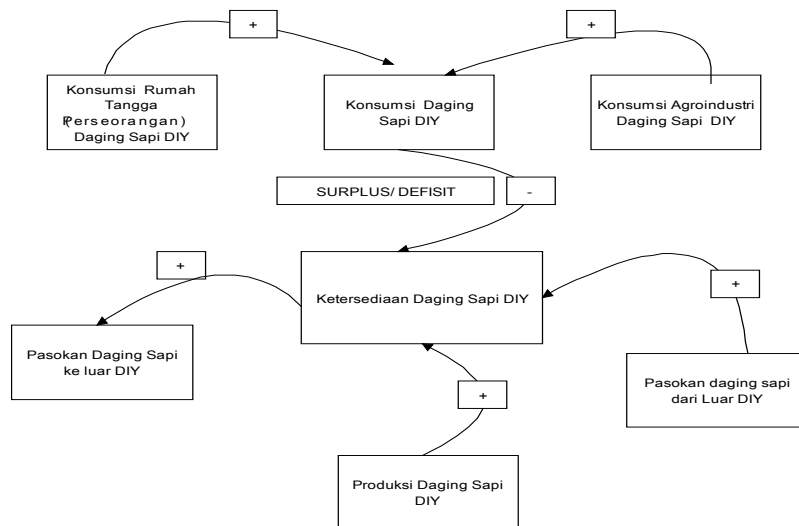 +
+
Konsumsi Rumah
Tangga
(Perseorangan)
Daging Sapi DIY
Konsumsi Daging
Sapi DIY
Konsumsi Agroindustri
Daging Sapi DIY
SURPLUS/ DEFISIT
-
+
Ketersediaan Daging Sapi DIY
+
Pasokan Daging Sapi
ke luar DIY
Pasokan daging sapi
dari Luar DIY
+
Produksi Daging Sapi
DIY